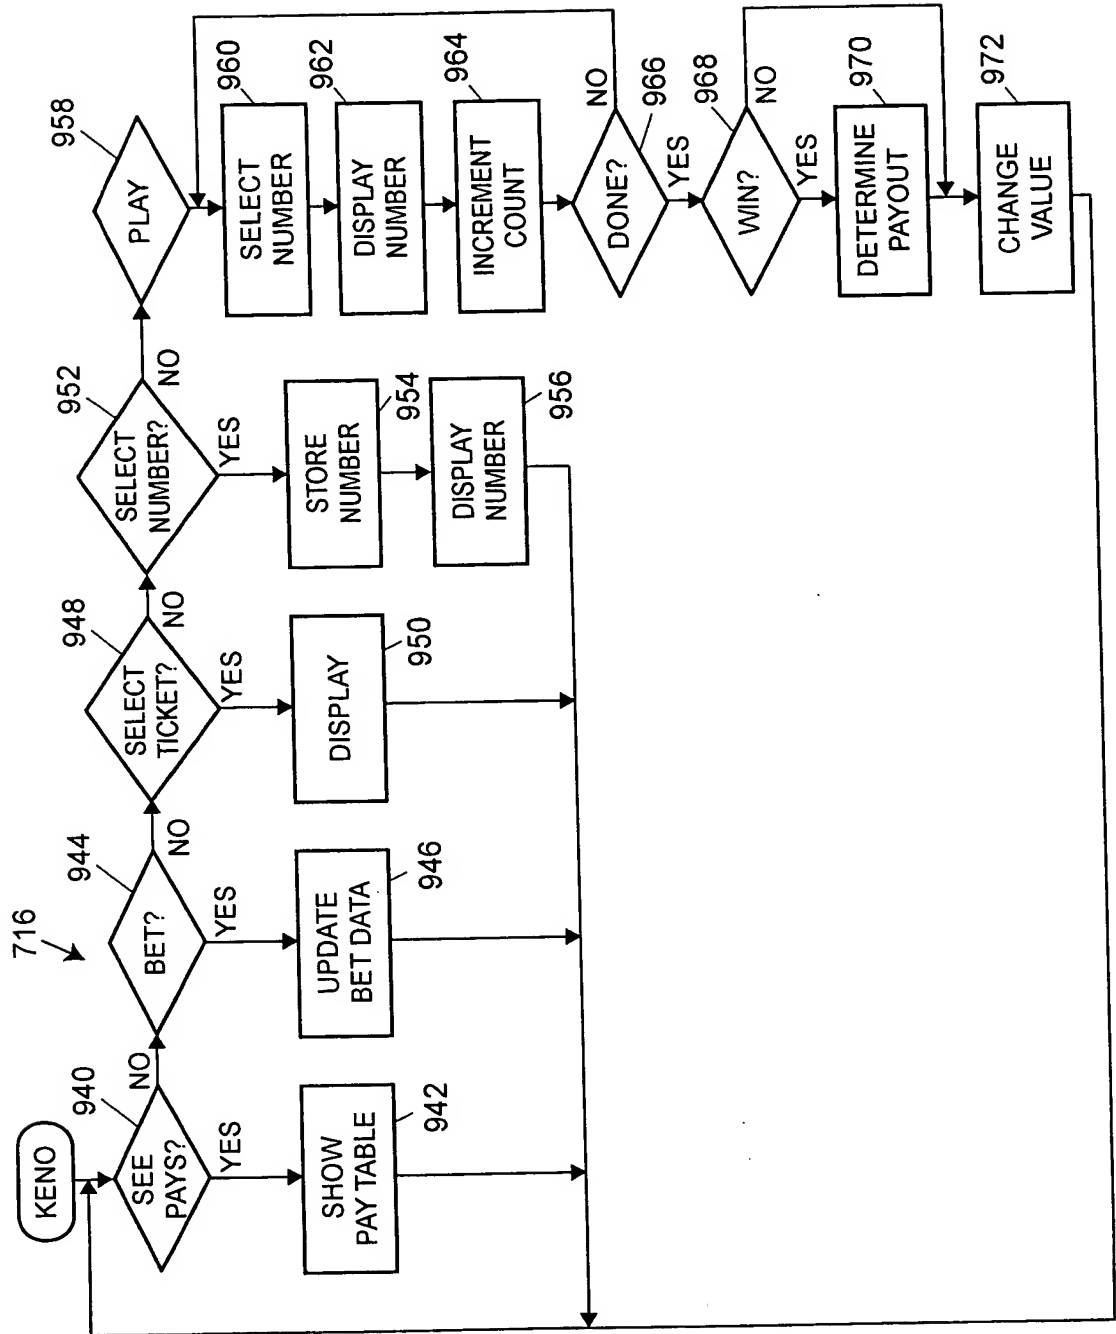 716
KENO
940
SEE
PAYS?
NO
YES
SHOW
PAY TABLE
942
944
BET?
NO
YES
UPDATE
BET DATA
946
948
SELECT
TICKET?
NO
YES
DISPLAY
950
952
SELECT
NUMBER?
NO
YES
STORE
NUMBER
954
DISPLAY
NUMBER
956
958
PLAY
960
SELECT
NUMBER
962
DISPLAY
NUMBER
964
INCREMENT
COUNT
DONE?
NO
966
YES
968
WIN?
NO
YES
970
DETERMINE
PAYOUT
972
CHANGE
VALUE